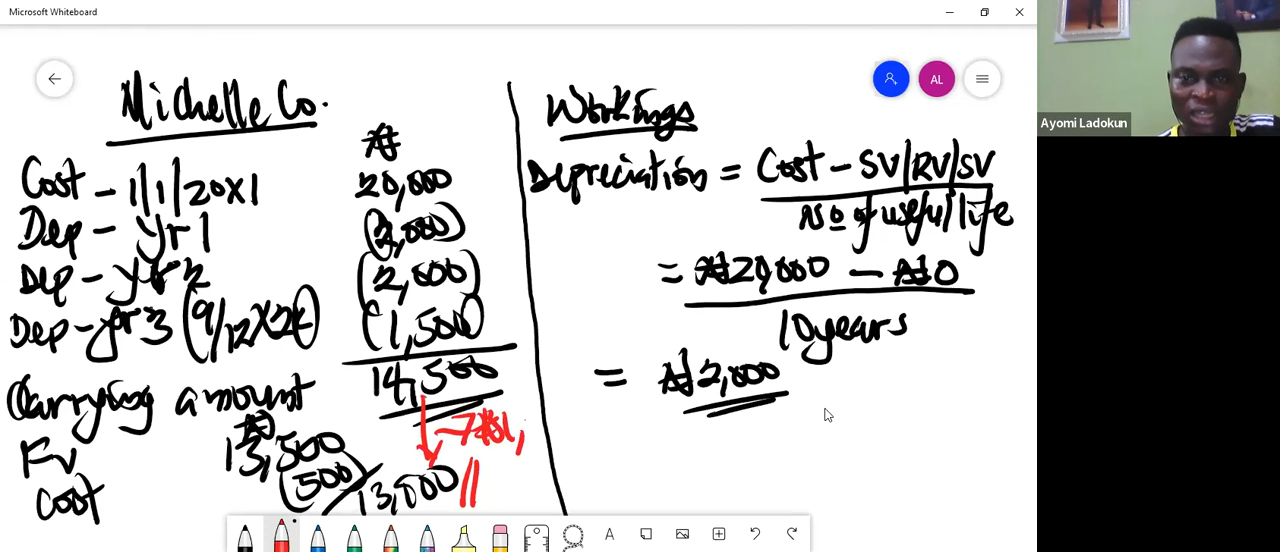 Microsoft Whiteboard
AL
Ayomi Ladokun
Michelle Co.
₦
Cost - 1/1/20X1 20,000
Dep - yr 1 (2,000)
Dep - yr 2 (2,000)
Dep - yr 3 (9/12 X 2k) (1,500)
Carrying amount 14,500
₦
FV 13,500
Cost (500) 13,000
Workings
Depreciation = Cost - SV/RV/SV
No of useful life
= ₦20,000 - ₦0
10 years
= ₦2,000
A